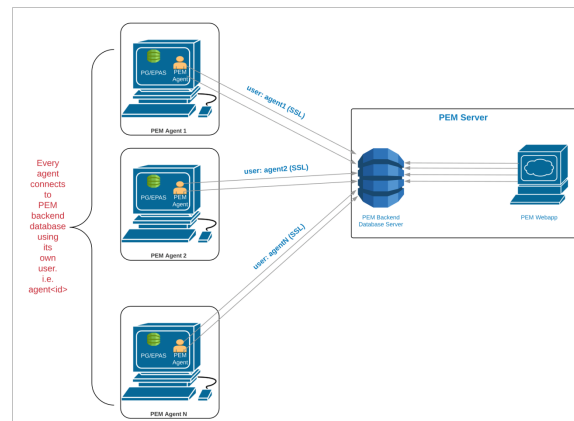 PG/EPAS
PEM
Agent
PEM Agent 1
user: agent1 (SSL)
PEM Server
Every
agent
connects
to
PEM
backend
database
using
its
own
user.
i.e.
agent<id>.
PG/EPAS
PEM
Agent
PEM Agent 2
user: agent2 (SSL)
PEM Backend
Database Server
PEM Webapp
user: agentN (SSL)
PG/EPAS
PEM
Agent
PEM Agent N